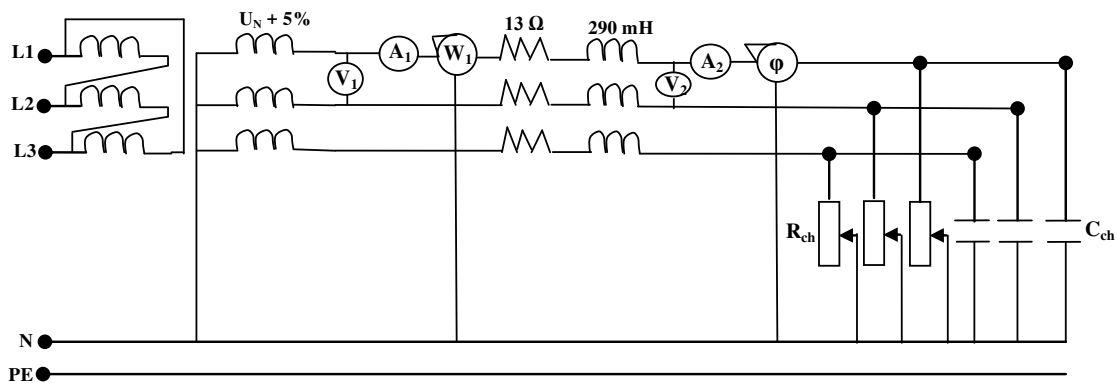 U_N + 5%
13 Ω
290 mH
L1
A₁
W₁
V₁
A₂
φ
V₂
L2
L3
R_ch
C_ch
N
PE